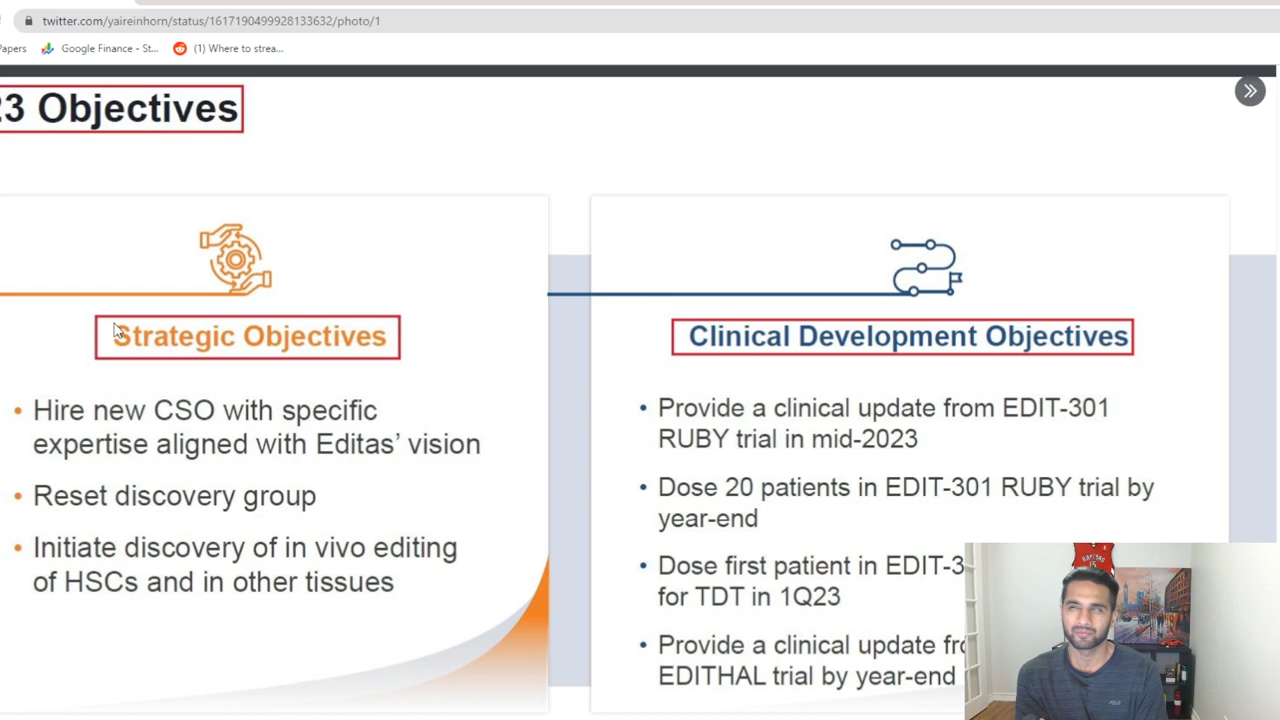 twitter.com/yaireinhorn/status/1617190499928133632/photo/1
Papers
Google Finance - St...
(1) Where to strea...
23 Objectives
Strategic Objectives
• Hire new CSO with specific
expertise aligned with Editas’ vision
• Reset discovery group
• Initiate discovery of in vivo editing
of HSCs and in other tissues
Clinical Development Objectives
• Provide a clinical update from EDIT-301
RUBY trial in mid-2023
• Dose 20 patients in EDIT-301 RUBY trial by
year-end
• Dose first patient in EDIT-3
for TDT in 1Q23
• Provide a clinical update fro
EDITHAL trial by year-end